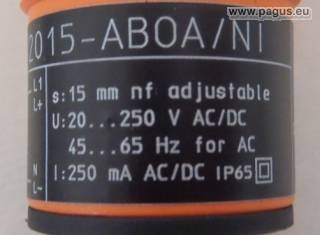 www.pagus.eu
2015-ABOA/NI
L1
L+
s:15 mm nf adjustable
U:20...250 V AC/DC
45...65 Hz for AC
N
L-
I:250 mA AC/DC IP65